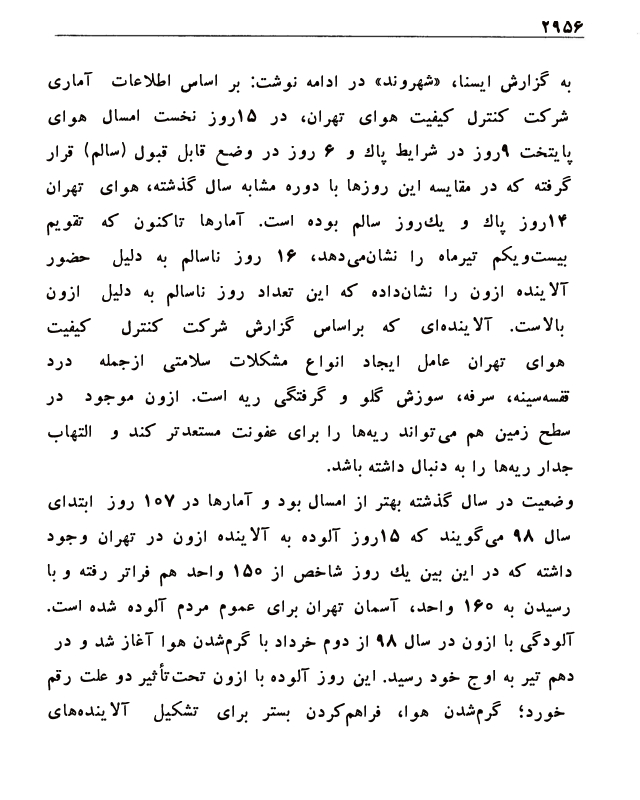 ۲۹۵۶
به گزارش ایسنا، «شهروند» در ادامه نوشت: بر اساس اطلاعات آماری
شرکت کنترل کیفیت هوای تهران، در ۱۵روز نخست امسال هوای
پایتخت ۹روز در شرایط پاك و ۶ روز در وضع قابل قبول (سالم) قرار
گرفته که در مقایسه این روزها با دوره مشابه سال گذشته، هوای تهران
۱۴روز پاك و يك‌روز سالم بوده است. آمارها تاکنون که تقویم
بیست‌ویکم تیرماه را نشان‌می‌دهد، ۱۶ روز ناسالم به دلیل حضور
آلاینده ازون را نشان‌داده که این تعداد روز ناسالم به دلیل ازون
بالاست. آلاینده‌ای که براساس گزارش شرکت کنترل کیفیت
هوای تهران عامل ایجاد انواع مشکلات سلامتی ازجمله درد
قفسه‌سینه، سرفه، سوزش گلو و گرفتگی ریه است. ازون موجود در
سطح زمین هم می‌تواند ریه‌ها را برای عفونت مستعدتر کند و التهاب
جدار ریه‌ها را به دنبال داشته باشد.
وضعیت در سال گذشته بهتر از امسال بود و آمارها در ۱۰۷ روز ابتدای
سال ۹۸ می‌گویند که ۱۵روز آلوده به آلاینده ازون در تهران وجود
داشته که در این بین يك روز شاخص از ۱۵۰ واحد هم فراتر رفته و با
رسیدن به ۱۶۰ واحد، آسمان تهران برای عموم مردم آلوده شده است.
آلودگی با ازون در سال ۹۸ از دوم خرداد با گرم‌شدن هوا آغاز شد و در
دهم تیر به اوج خود رسید. این روز آلوده با ازون تحت‌تأثیر دو علت رقم
خورد؛ گرم‌شدن هوا، فراهم‌کردن بستر برای تشکیل آلاینده‌های